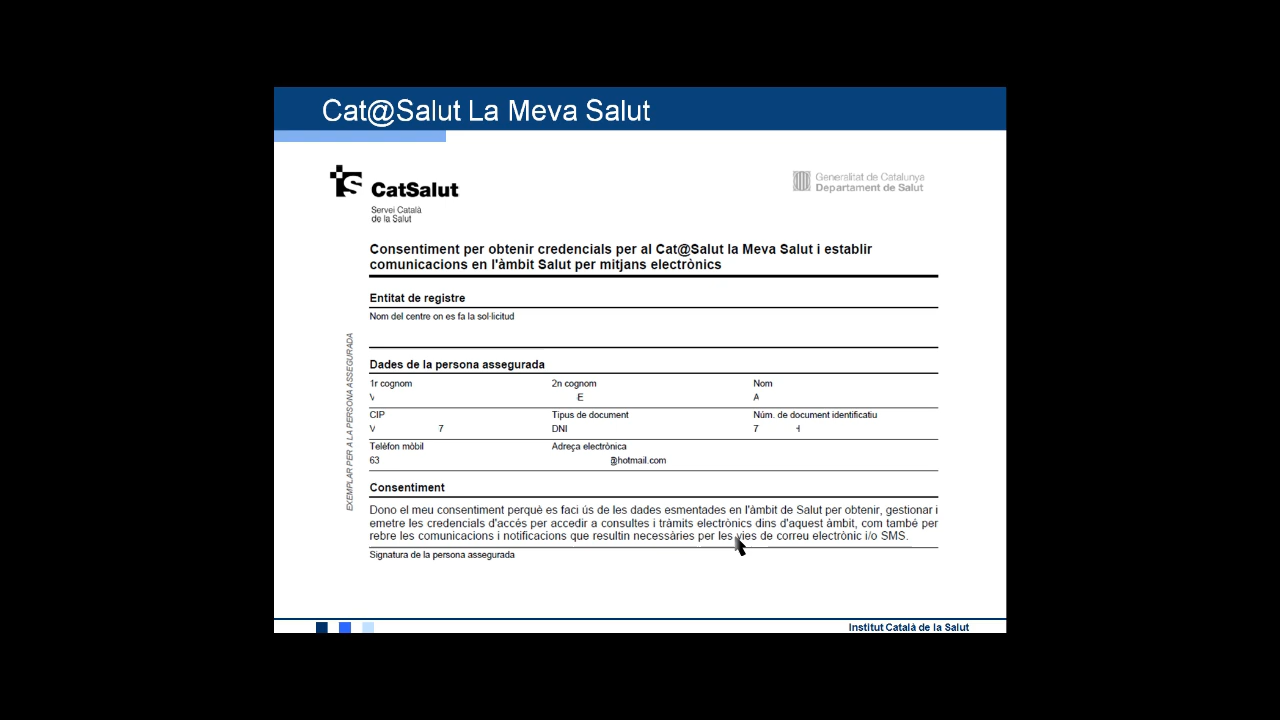 Cat@Salut La Meva Salut
CatSalut
Servei Català
de la Salut
Generalitat de Catalunya
Departament de Salut
Consentiment per obtenir credencials per al Cat@Salut la Meva Salut i establir
comunicacions en l'àmbit Salut per mitjans electrònics
Entitat de registre
Nom del centre on es fa la sol·licitud
EXEMPLAR PER A LA PERSONA ASSEGURADA
Dades de la persona assegurada
1r cognom 2n cognom Nom
V E A
CIP Tipus de document Núm. de document identificatiu
V 7 DNI 7 H
Telèfon mòbil Adreça electrònica
63 @hotmail.com
Consentiment
Dono el meu consentiment perquè es faci ús de les dades esmentades en l'àmbit de Salut per obtenir, gestionar i
emetre les credencials d'accés per accedir a consultes i tràmits electrònics dins d'aquest àmbit, com també per
rebre les comunicacions i notificacions que resultin necessàries per les vies de correu electrònic i/o SMS.
Signatura de la persona assegurada
Institut Català de la Salut